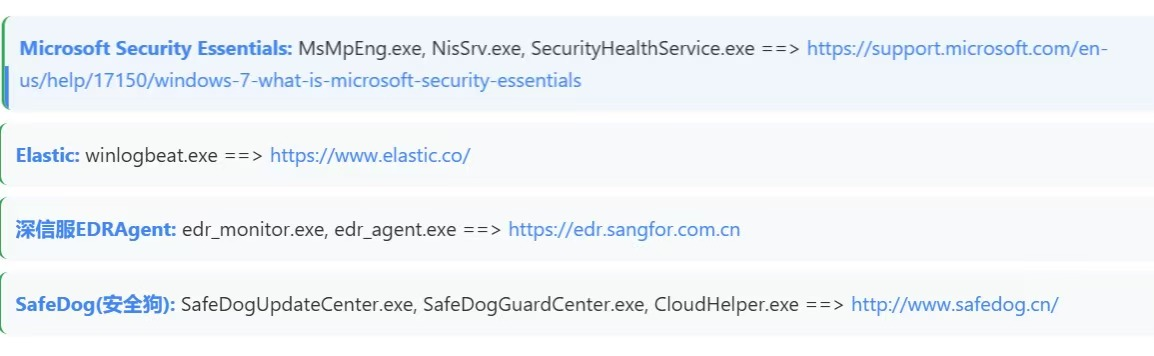 Microsoft Security Essentials: MsMpEng.exe, NisSrv.exe, SecurityHealthService.exe ==> https://support.microsoft.com/en-
us/help/17150/windows-7-what-is-microsoft-security-essentials
Elastic: winlogbeat.exe ==> https://www.elastic.co/
深信服EDRAgent: edr_monitor.exe, edr_agent.exe ==> https://edr.sangfor.com.cn
SafeDog(安全狗): SafeDogUpdateCenter.exe, SafeDogGuardCenter.exe, CloudHelper.exe ==> http://www.safedog.cn/